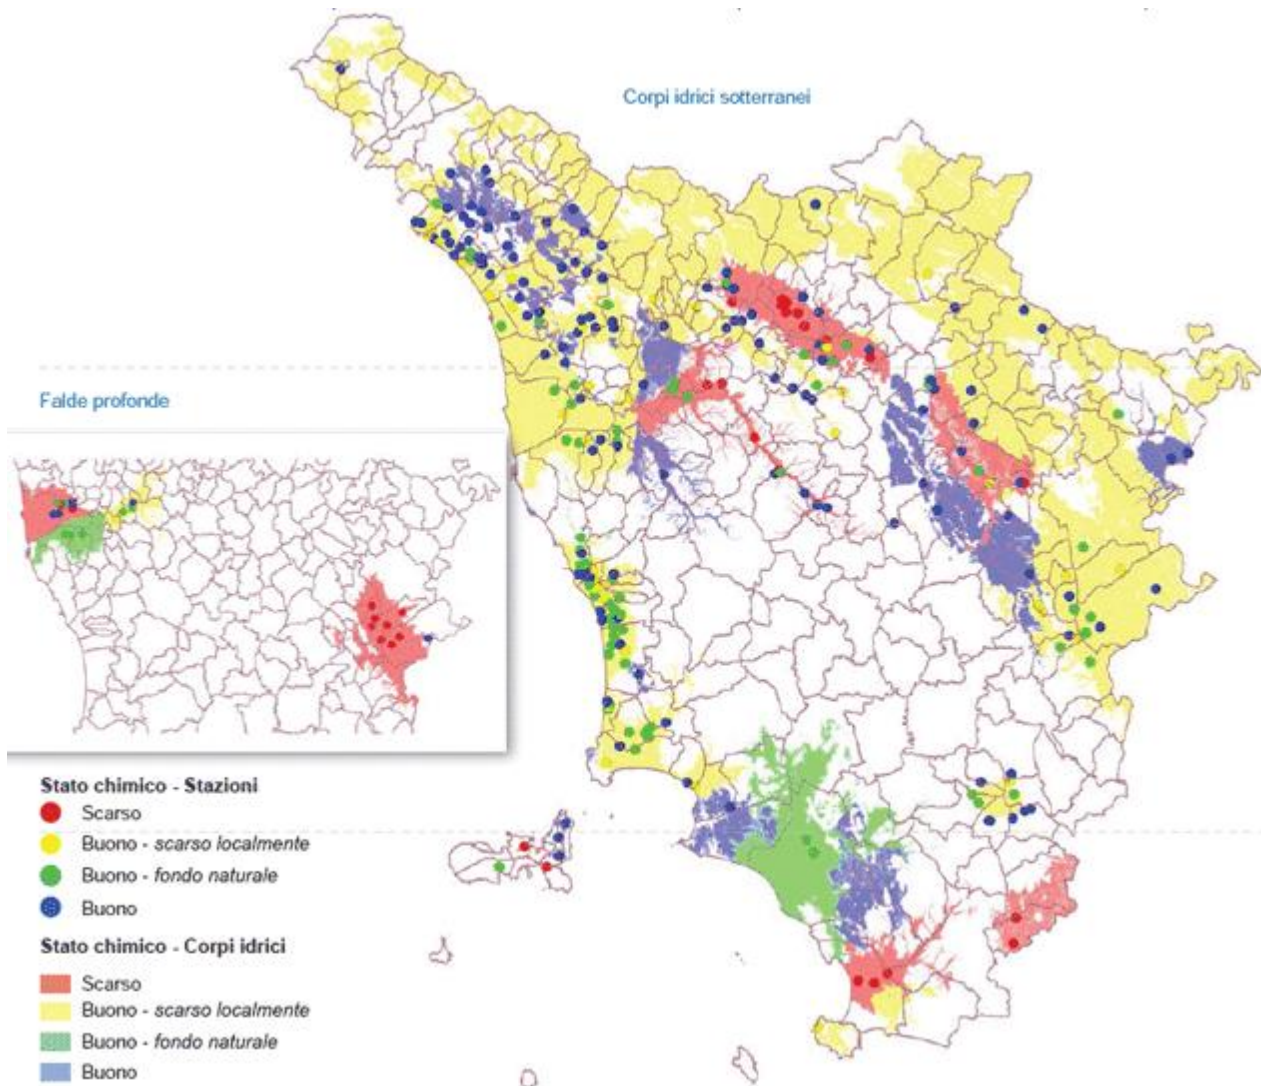 Corpi idrici sotterranei
Falde profonde
Stato chimico - Stazioni
Scarso
Buono - scarso localmente
Buono - fondo naturale
Buono
Stato chimico - Corpi idrici
Scarso
Buono - scarso localmente
Buono - fondo naturale
Buono